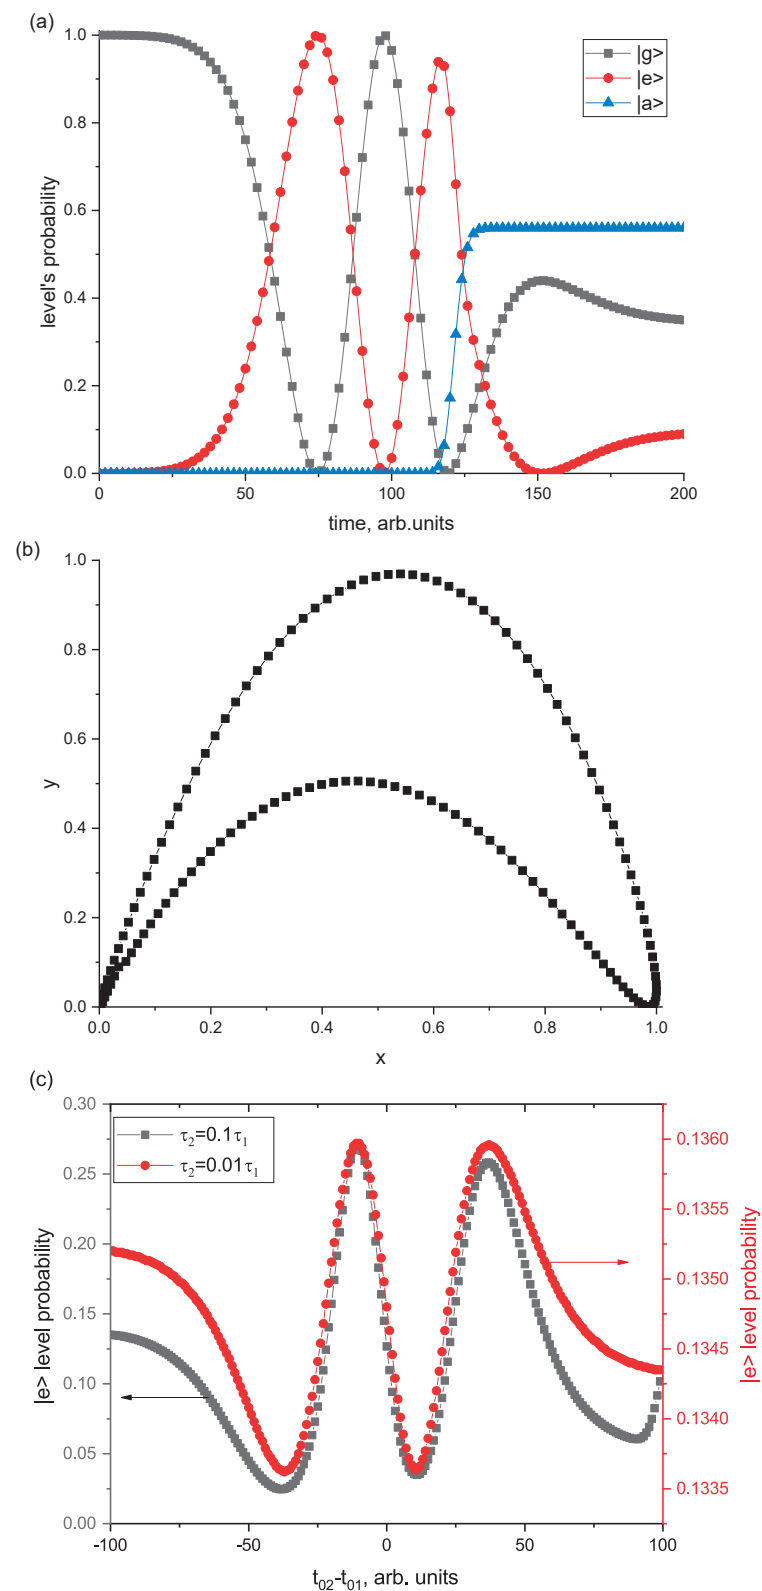 (a)
1.0
0.8
0.6
0.4
0.2
0.0
level's probability
|g>
|e>
|a>
0
50
100
150
200
time, arb.units
(b)
1.0
0.8
0.6
0.4
0.2
0.0
y
0.0
0.2
0.4
0.6
0.8
1.0
x
(c)
0.30
0.25
0.20
0.15
0.10
0.05
0.00
|e> level probability
τ₂=0.1τ₁
τ₂=0.01τ₁
0.1360
0.1355
0.1350
0.1345
0.1340
0.1335
|e> level probability
-100
-50
0
50
100
t₀₂-t₀₁, arb. units